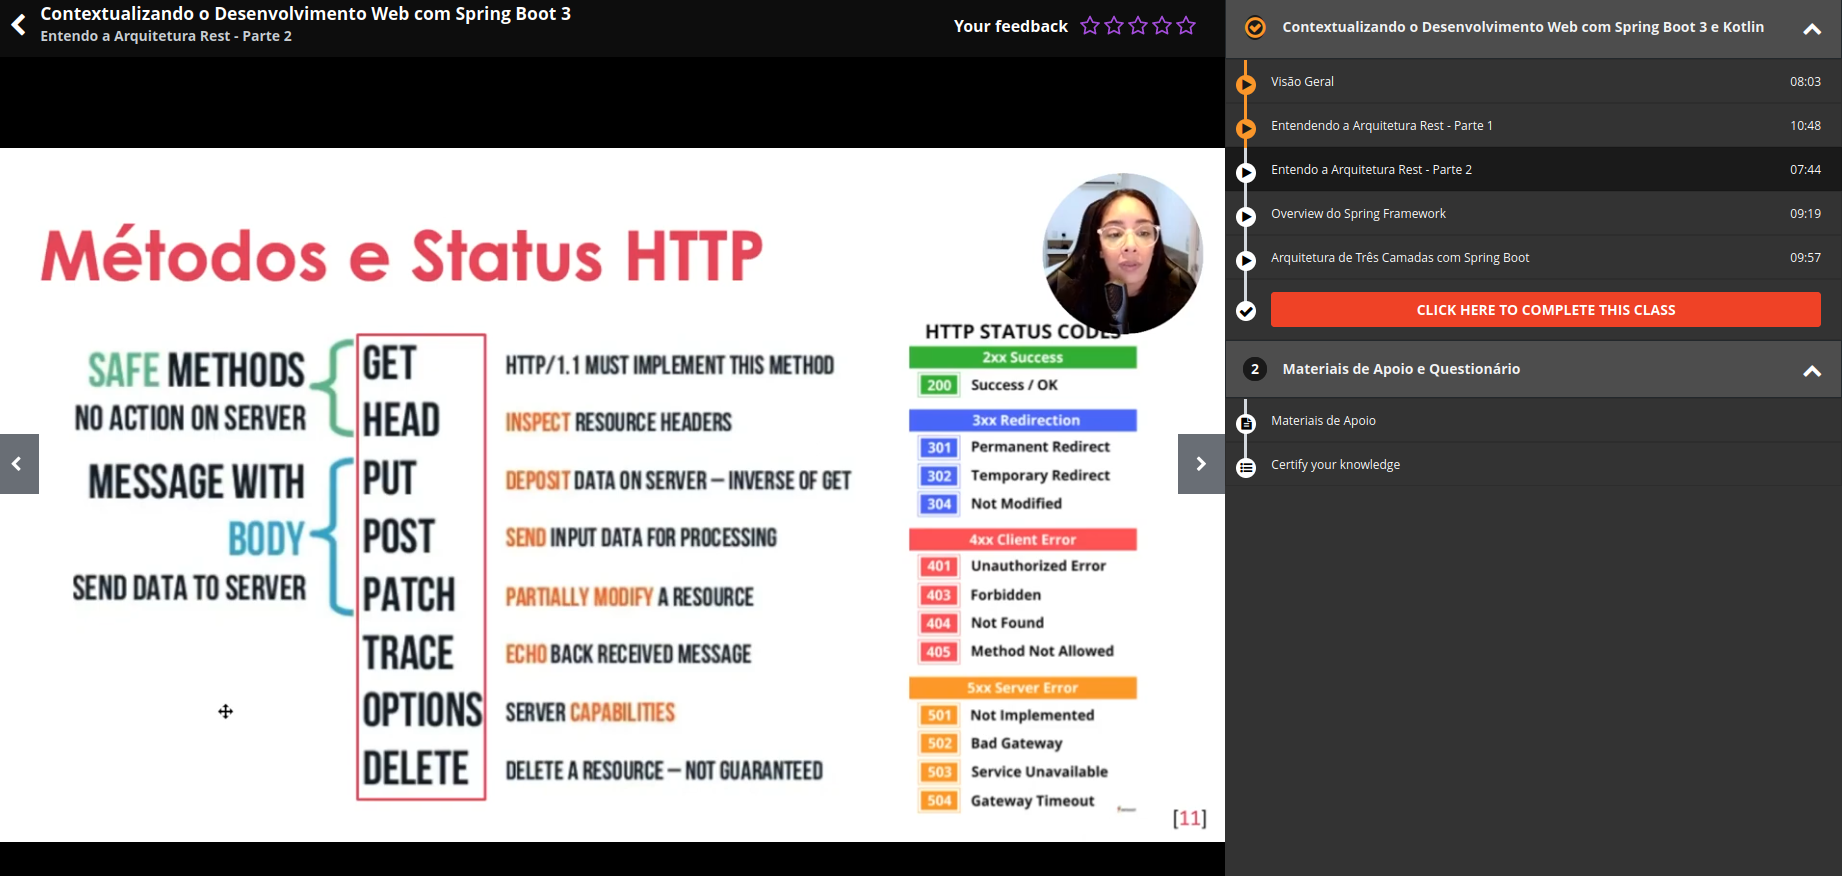 Contextualizando o Desenvolvimento Web com Spring Boot 3
Entendo a Arquitetura Rest - Parte 2
Your feedback
Métodos e Status HTTP
SAFE METHODS
NO ACTION ON SERVER
MESSAGE WITH
BODY
SEND DATA TO SERVER
GET
HTTP/1.1 MUST IMPLEMENT THIS METHOD
HEAD
INSPECT RESOURCE HEADERS
PUT
DEPOSIT DATA ON SERVER – INVERSE OF GET
POST
SEND INPUT DATA FOR PROCESSING
PATCH
PARTIALLY MODIFY A RESOURCE
TRACE
ECHO BACK RECEIVED MESSAGE
OPTIONS
SERVER CAPABILITIES
DELETE
DELETE A RESOURCE – NOT GUARANTEED
HTTP STATUS CODES
2xx Success
200 Success / OK
3xx Redirection
301 Permanent Redirect
302 Temporary Redirect
304 Not Modified
4xx Client Error
401 Unauthorized Error
403 Forbidden
404 Not Found
405 Method Not Allowed
5xx Server Error
501 Not Implemented
502 Bad Gateway
503 Service Unavailable
504 Gateway Timeout
[11]
Contextualizando o Desenvolvimento Web com Spring Boot 3 e Kotlin
Visão Geral 08:03
Entendendo a Arquitetura Rest - Parte 1 10:48
Entendo a Arquitetura Rest - Parte 2 07:44
Overview do Spring Framework 09:19
Arquitetura de Três Camadas com Spring Boot 09:57
CLICK HERE TO COMPLETE THIS CLASS
2 Materiais de Apoio e Questionário
Materiais de Apoio
Certify your knowledge